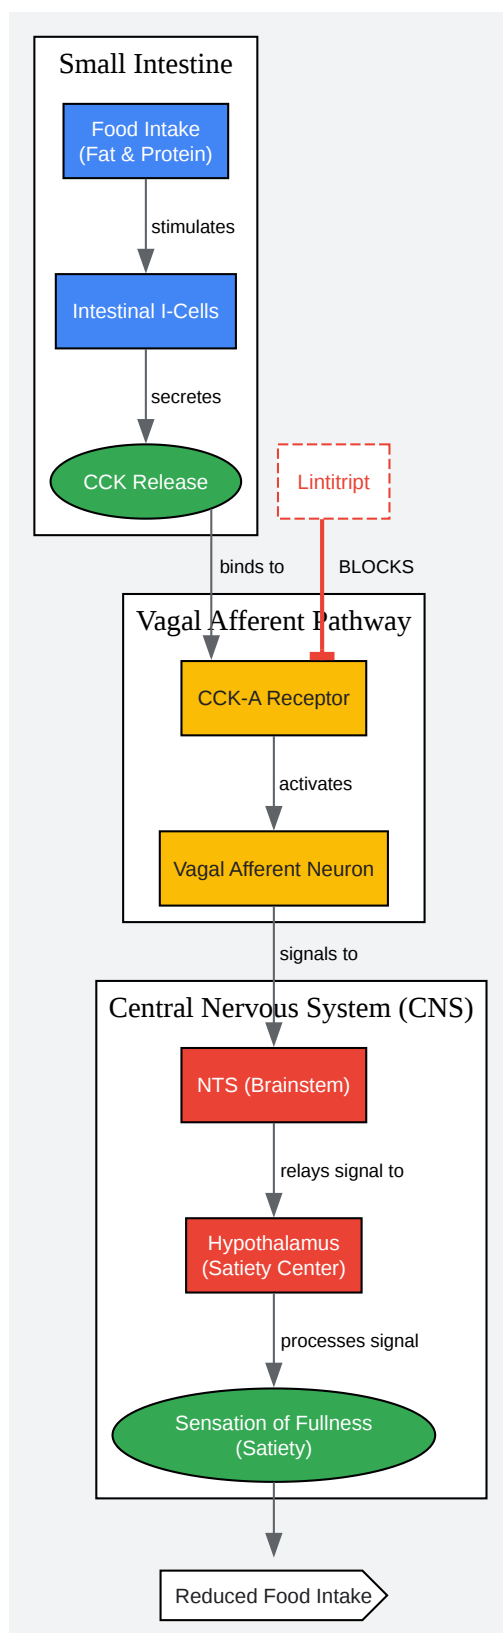 Small Intestine
Food Intake
(Fat & Protein)
stimulates
Intestinal I-Cells
secretes
CCK Release
Lintitript
binds to
BLOCKS
Vagal Afferent Pathway
CCK-A Receptor
activates
Vagal Afferent Neuron
signals to
Central Nervous System (CNS)
NTS (Brainstem)
relays signal to
Hypothalamus
(Satiety Center)
processes signal
Sensation of Fullness
(Satiety)
Reduced Food Intake